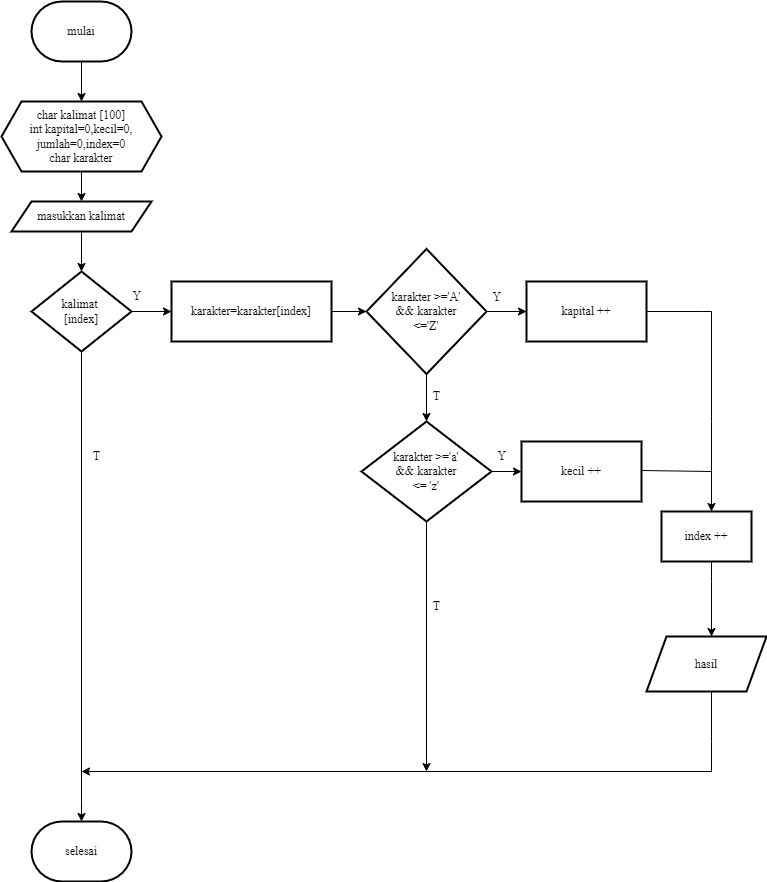 mulai
char kalimat [100]
int kapital=0,kecil=0,
jumlah=0,index=0
char karakter
masukkan kalimat
kalimat
[index]
Y
karakter=karakter[index]
karakter >='A'
&& karakter
<='Z'
Y
kapital ++
T
T
karakter >='a'
&& karakter
<= 'z'
Y
kecil ++
index ++
T
hasil
selesai